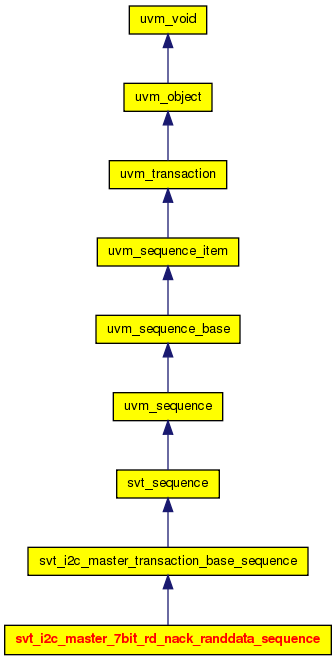 uvm_void
uvm_object
uvm_transaction
uvm_sequence_item
uvm_sequence_base
uvm_sequence
svt_sequence
svt_i2c_master_transaction_base_sequence
svt_i2c_master_7bit_rd_nack_randdata_sequence